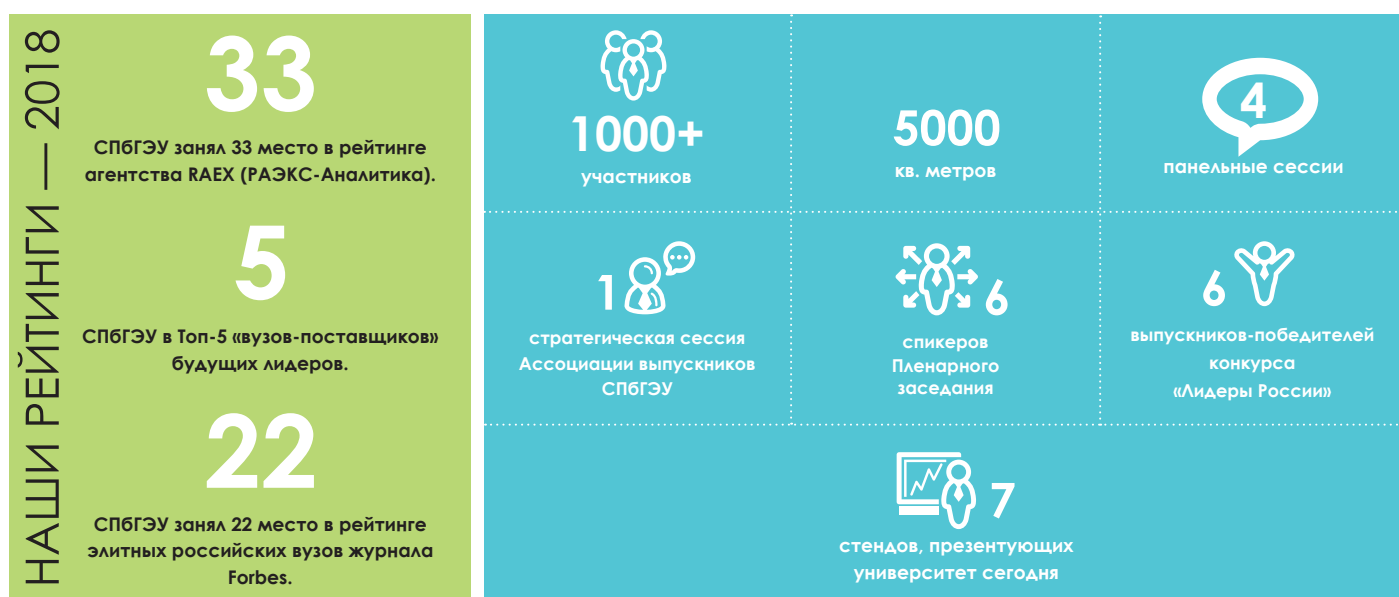 НАШИ РЕЙТИНГИ — 2018
33
СПбГЭУ занял 33 место в рейтинге
агентства RAEX (РАЭКС-Аналитика).
5
СПбГЭУ в Топ-5 «вузов-поставщиков»
будущих лидеров.
22
СПбГЭУ занял 22 место в рейтинге
элитных российских вузов журнала
Forbes.
1000+
участников
5000
кв. метров
4
панельные сессии
1
стратегическая сессия
Ассоциации выпускников
СПбГЭУ
6
спикеров
Пленарного
заседания
6
выпускников-победителей
конкурса
«Лидеры России»
7
стендов, презентующих
университет сегодня